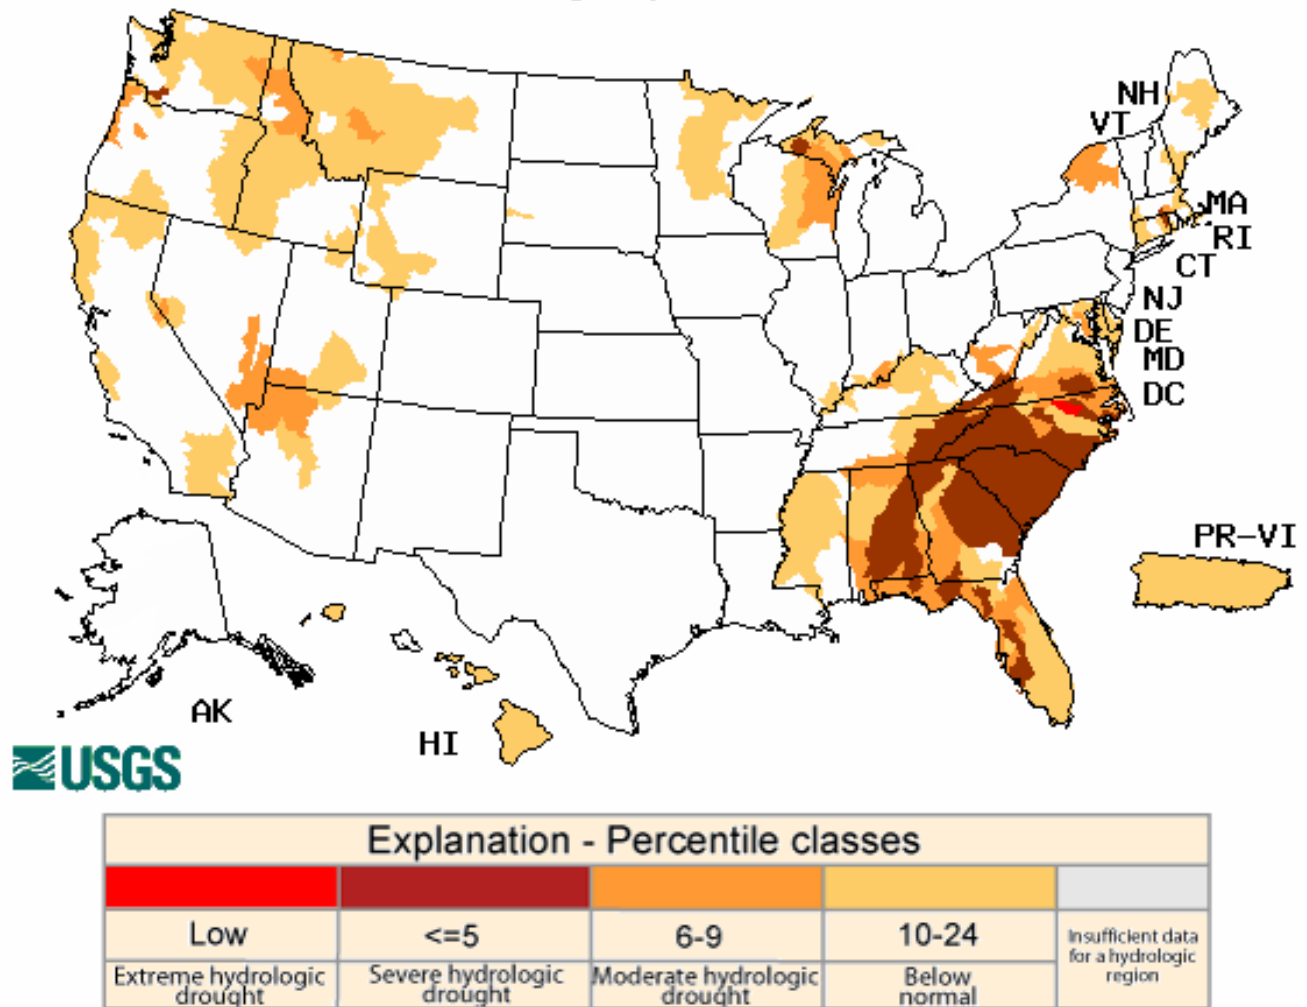 NH
VT
MA
RI
CT
NJ
DE
MD
DC
PR-VI
AK
HI
USGS
Explanation - Percentile classes
Low <=5 6-9 10-24 Insufficient data
for a hydrologic
region
Extreme hydrologic
drought
Severe hydrologic
drought
Moderate hydrologic
drought
Below
normal